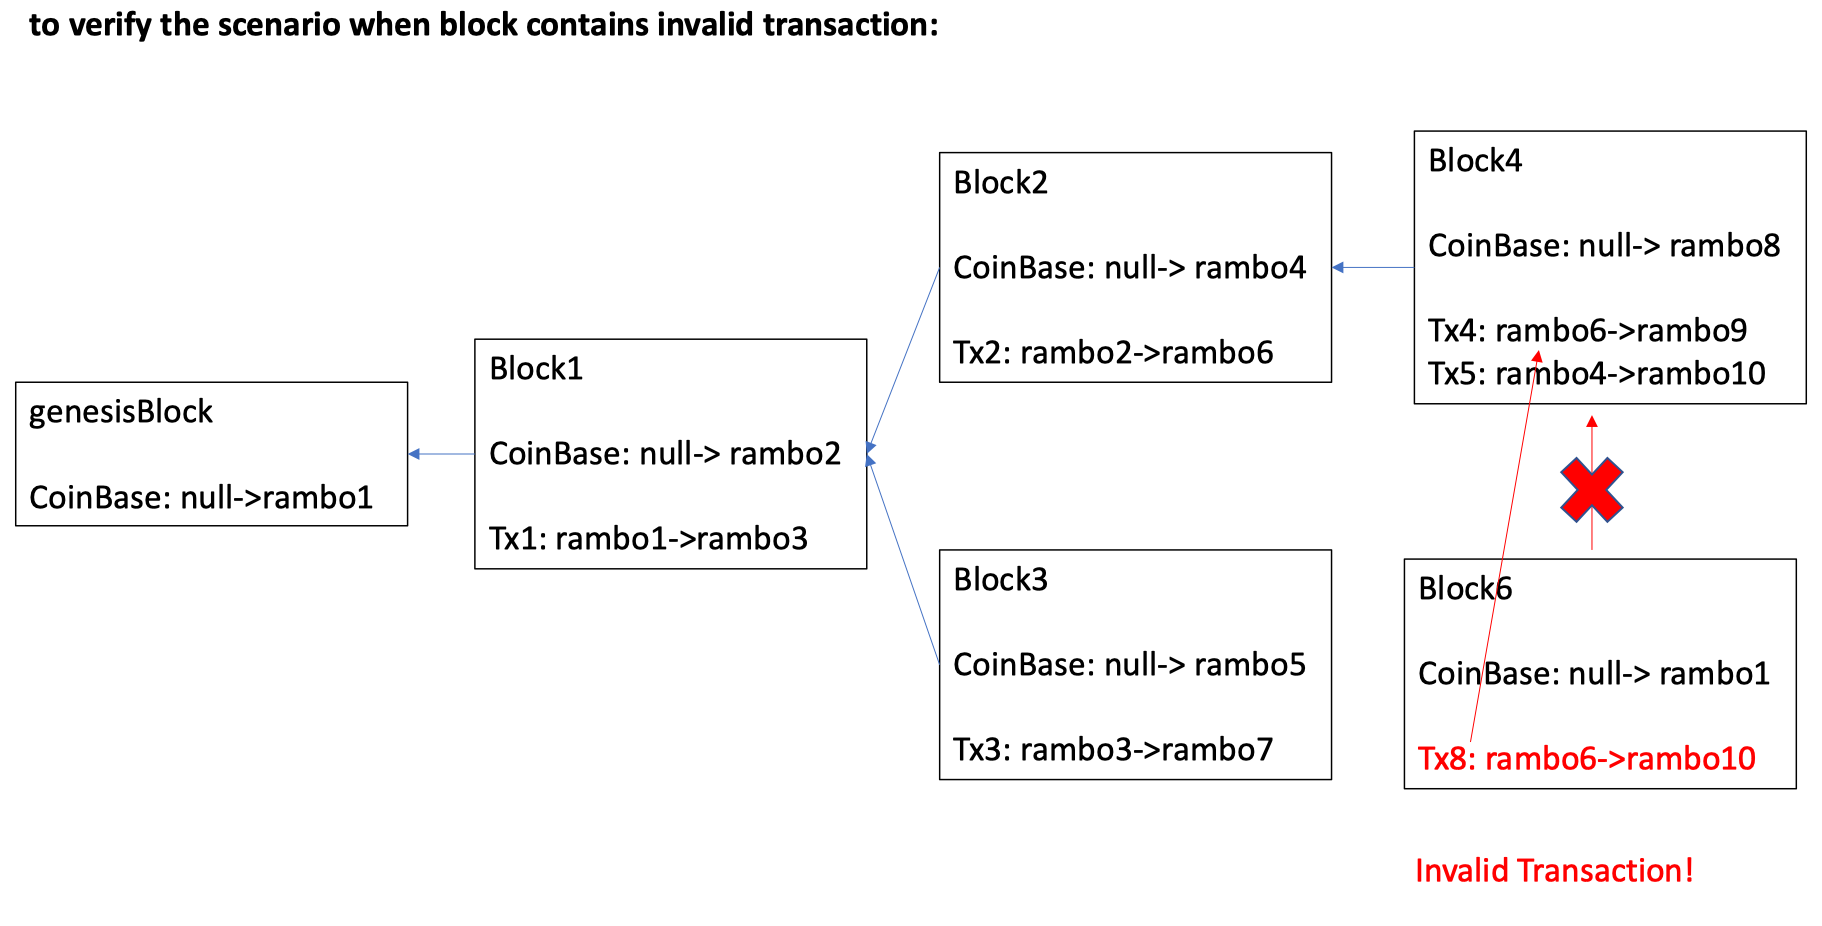 to verify the scenario when block contains invalid transaction:
genesisBlock
CoinBase: null->rambo1
Block1
CoinBase: null-> rambo2
Tx1: rambo1->rambo3
Block2
CoinBase: null-> rambo4
Tx2: rambo2->rambo6
Block3
CoinBase: null-> rambo5
Tx3: rambo3->rambo7
Block4
CoinBase: null-> rambo8
Tx4: rambo6->rambo9
Tx5: rambo4->rambo10
Block6
CoinBase: null-> rambo1
Tx8: rambo6->rambo10
Invalid Transaction!